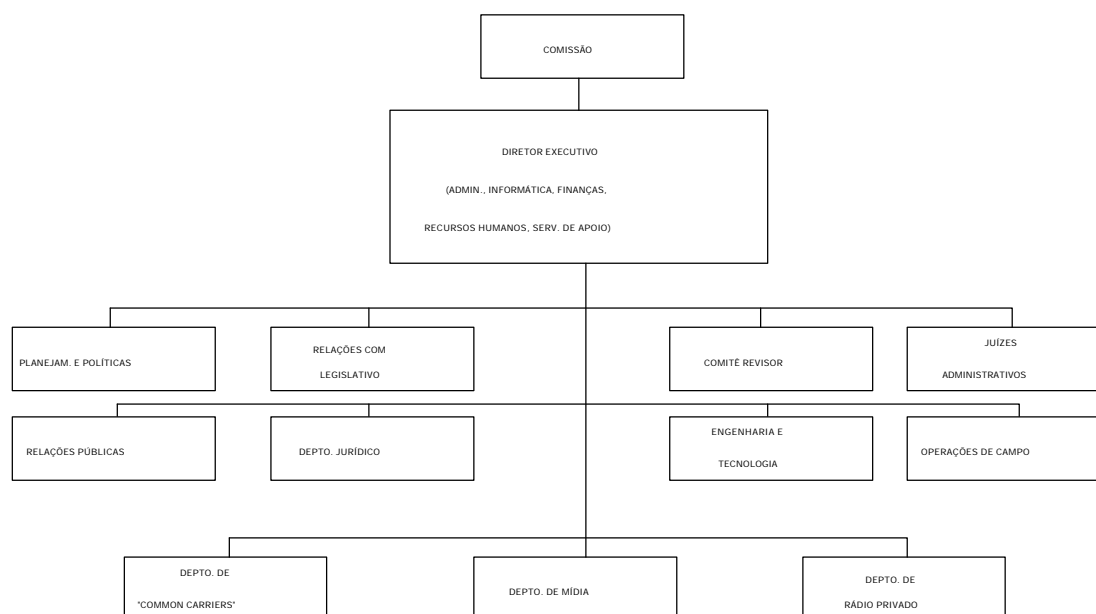 COMISSÃO
DIRETOR EXECUTIVO
(ADMIN., INFORMÁTICA, FINANÇAS,
RECURSOS HUMANOS, SERV. DE APOIO)
PLANEJAM. E POLÍTICAS
RELAÇÕES COM
LEGISLATIVO
COMITÊ REVISOR
JUÍZES
ADMINISTRATIVOS
RELAÇÕES PÚBLICAS
DEPTO. JURÍDICO
ENGENHARIA E
TECNOLOGIA
OPERAÇÕES DE CAMPO
DEPTO. DE
"COMMON CARRIERS"
DEPTO. DE MÍDIA
DEPTO. DE
RÁDIO PRIVADO